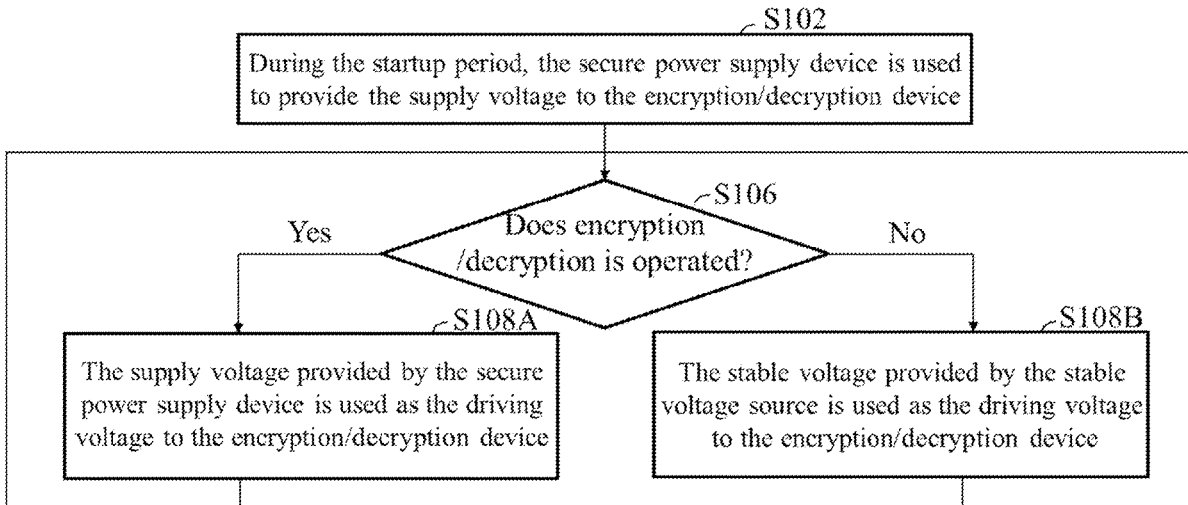 S102
During the startup period, the secure power supply device is used
to provide the supply voltage to the encryption/decryption device
S106
Does encryption
/decryption is operated?
Yes
No
S108A
The supply voltage provided by the secure
power supply device is used as the driving
voltage to the encryption/decryption device
S108B
The stable voltage provided by the stable
voltage source is used as the driving voltage
to the encryption/decryption device